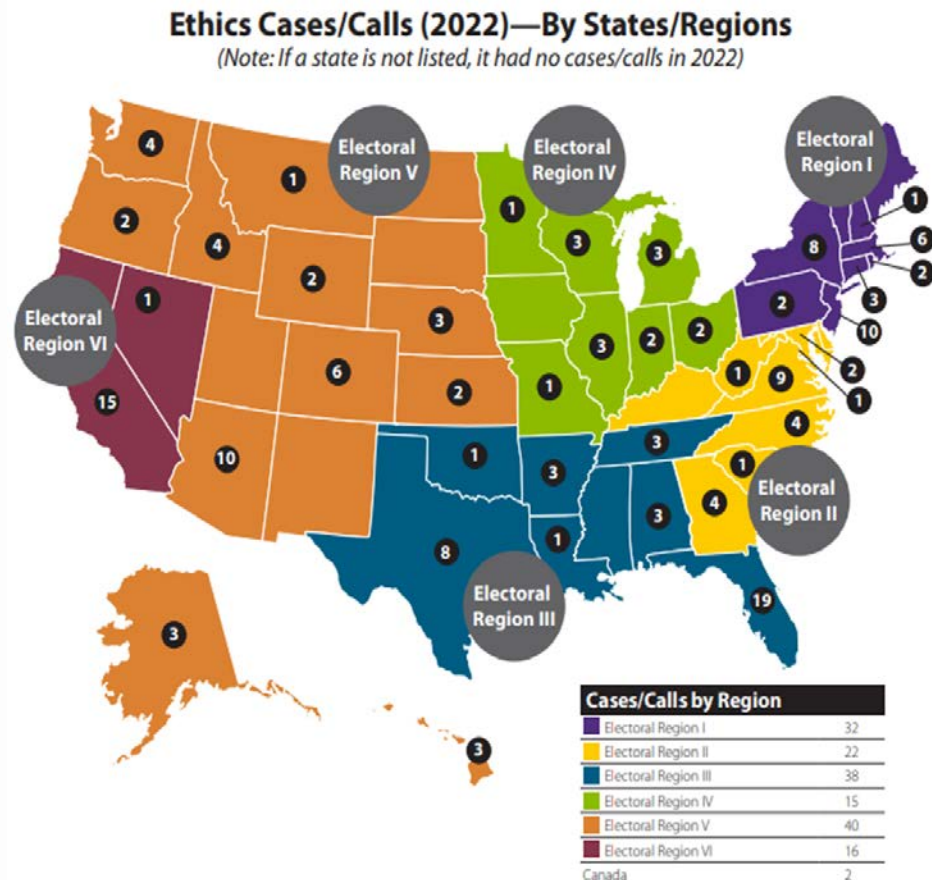 Ethics Cases/Calls (2022)—By States/Regions
(Note: If a state is not listed, it had no cases/calls in 2022)
Electoral
Region V
Electoral
Region IV
Electoral
Region I
4
1
1
1
2
4
3
3
8
6
2
2
3
10
Electoral
Region VI
1
2
3
3
2
2
2
1
15
6
2
1
1
9
4
10
1
3
3
1
Electoral
Region II
8
1
3
4
Electoral
Region III
19
3
3
Cases/Calls by Region
Electoral Region I 32
Electoral Region II 22
Electoral Region III 38
Electoral Region IV 15
Electoral Region V 40
Electoral Region VI 16
Canada 2